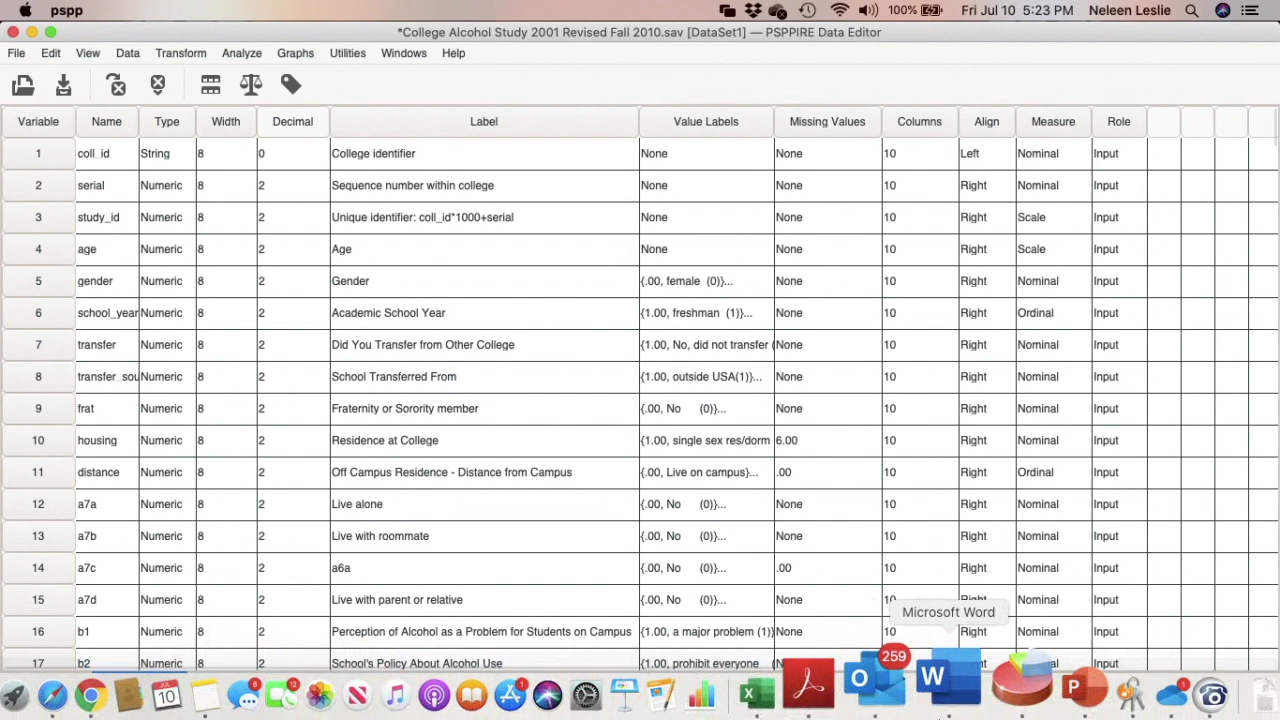 pspp 100% Fri Jul 10 5:23 PM Neleen Leslie
*College Alcohol Study 2001 Revised Fall 2010.sav [DataSet1] — PSPPIRE Data Editor
File Edit View Data Transform Analyze Graphs Utilities Windows Help
Variable Name Type Width Decimal Label Value Labels Missing Values Columns Align Measure Role
1 coll_id String 8 0 College identifier None None 10 Left Nominal Input
2 serial Numeric 8 2 Sequence number within college None None 10 Right Nominal Input
3 study_id Numeric 8 2 Unique identifier: coll_id*1000+serial None None 10 Right Scale Input
4 age Numeric 8 2 Age None None 10 Right Scale Input
5 gender Numeric 8 2 Gender {.00, female (0)}... None 10 Right Nominal Input
6 school_year Numeric 8 2 Academic School Year {1.00, freshman (1)}... None 10 Right Ordinal Input
7 transfer Numeric 8 2 Did You Transfer from Other College {1.00, No, did not transfer ( None 10 Right Nominal Input
8 transfer_sou Numeric 8 2 School Transferred From {1.00, outside USA(1)}... None 10 Right Nominal Input
9 frat Numeric 8 2 Fraternity or Sorority member {.00, No (0)}... None 10 Right Nominal Input
10 housing Numeric 8 2 Residence at College {1.00, single sex res/dorm 6.00 10 Right Nominal Input
11 distance Numeric 8 2 Off Campus Residence - Distance from Campus {.00, Live on campus}... .00 10 Right Ordinal Input
12 a7a Numeric 8 2 Live alone {.00, No (0)}... None 10 Right Nominal Input
13 a7b Numeric 8 2 Live with roommate {.00, No (0)}... None 10 Right Nominal Input
14 a7c Numeric 8 2 a6a {.00, No (0)}... .00 10 Right Nominal Input
15 a7d Numeric 8 2 Live with parent or relative {.00, No (0)}... None 10 Right Nominal Input
Microsoft Word
16 b1 Numeric 8 2 Perception of Alcohol as a Problem for Students on Campus {1.00, a major problem (1)} None 10 Right Nominal Input
17 b2 Numeric 8 2 School's Policy About Alcohol Use {1.00, prohibit everyone None Nominal Input
259
JUL 10 6 12 1 O W P 1